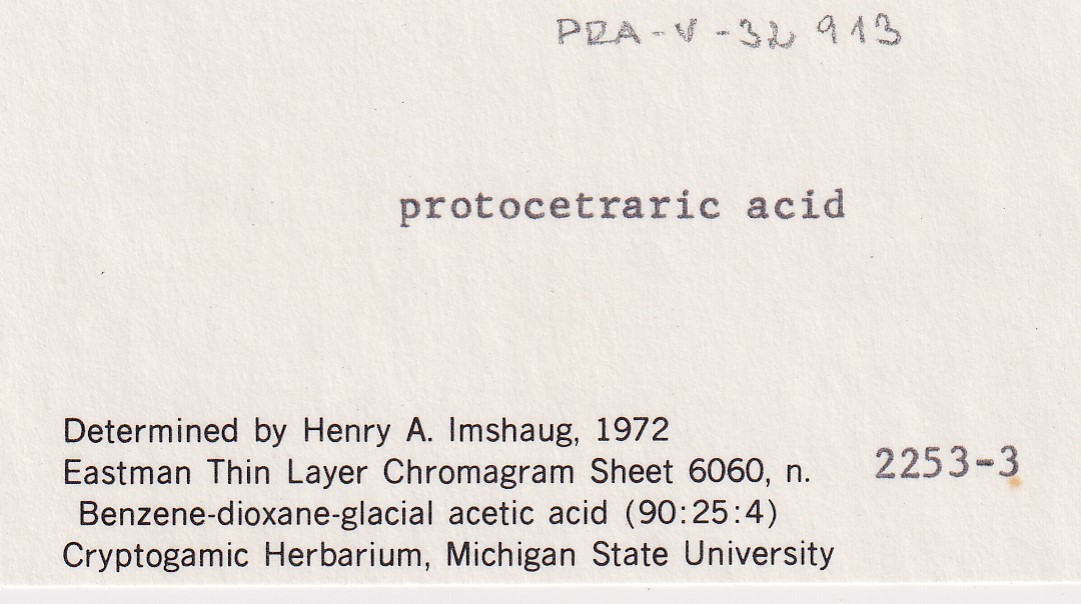 PRA-V-32913
protocetraric acid
Determined by Henry A. Imshaug, 1972
Eastman Thin Layer Chromagram Sheet 6060, n. 2253-3
Benzene-dioxane-glacial acetic acid (90:25:4)
Cryptogamic Herbarium, Michigan State University